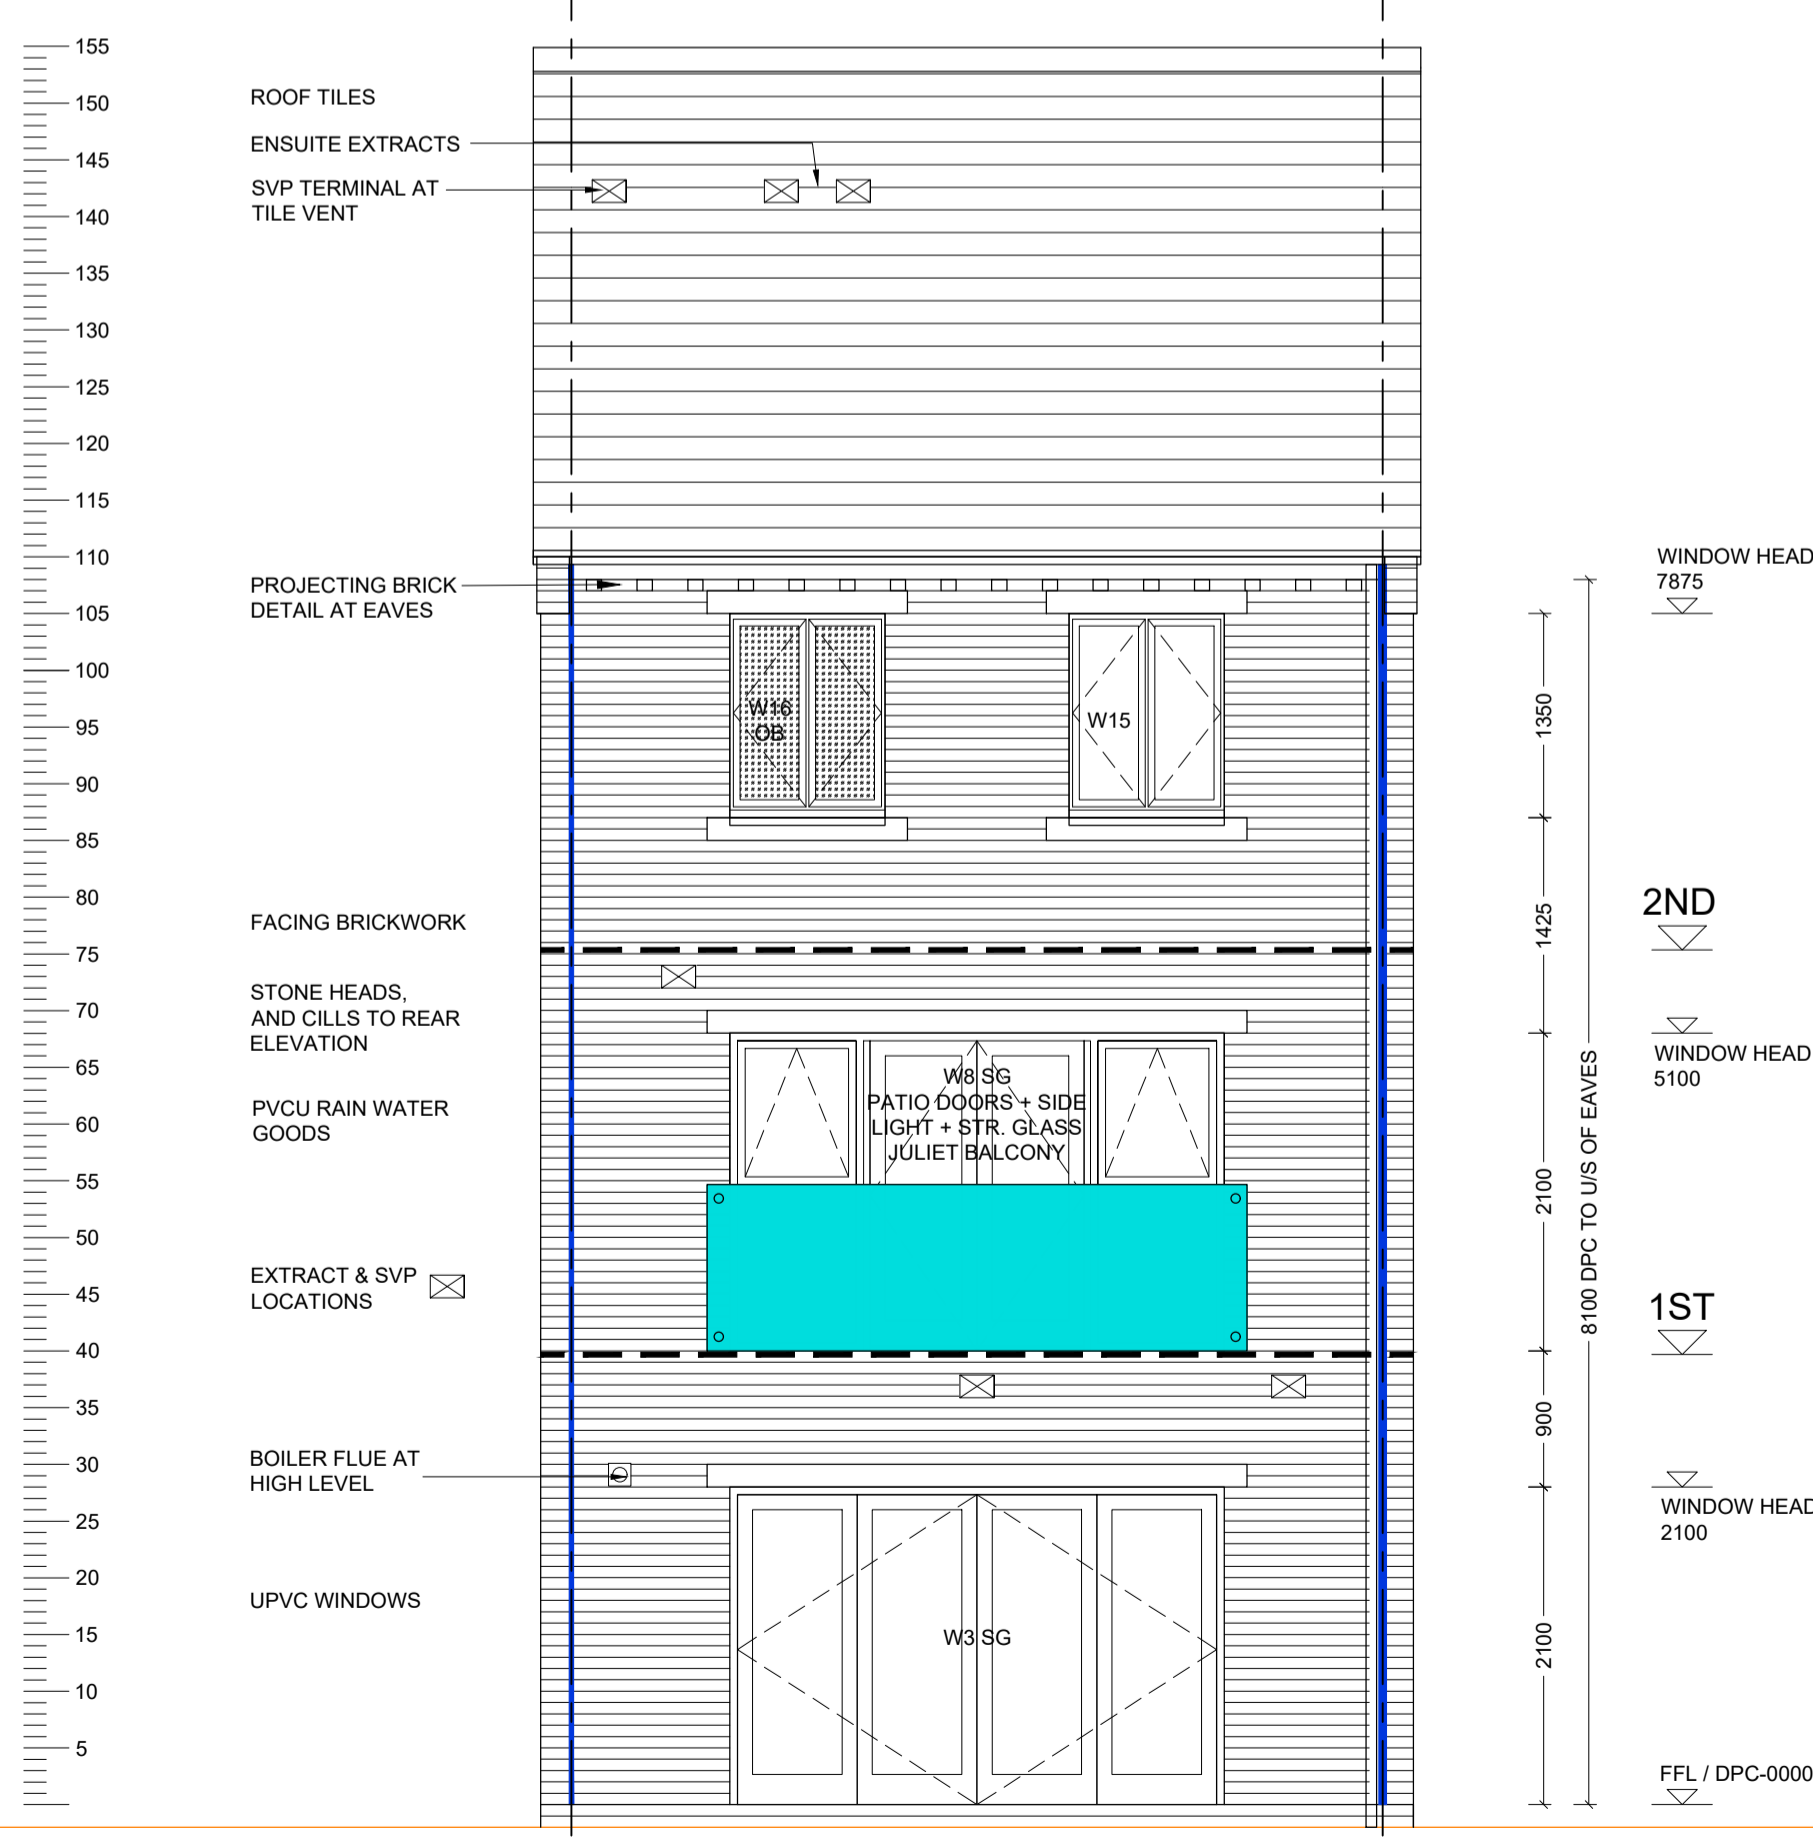 155
150
145
140
135
130
125
120
115
110
105
100
95
90
85
80
75
70
65
60
55
50
45
40
35
30
25
20
15
10
5
ROOF TILES
ENSUITE EXTRACTS
SVP TERMINAL AT
TILE VENT
PROJECTING BRICK
DETAIL AT EAVES
FACING BRICKWORK
STONE HEADS,
AND CILLS TO REAR
ELEVATION
PVCU RAIN WATER
GOODS
EXTRACT & SVP
LOCATIONS
BOILER FLUE AT
HIGH LEVEL
UPVC WINDOWS
W16
OB
W15
W8 SG
PATIO DOORS + SIDE
LIGHT + STR. GLASS
JULIET BALCONY
W3 SG
1350
1425
2100
900
2100
8100 DPC TO U/S OF EAVES
WINDOW HEAD
7875
2ND
WINDOW HEAD
5100
1ST
WINDOW HEAD
2100
FFL / DPC-0000